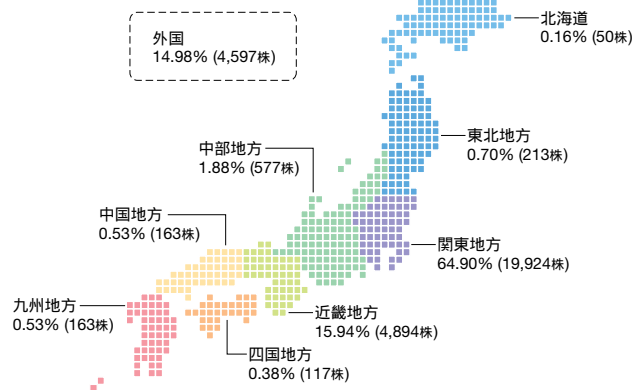 外国
14.98% (4,597株)
北海道
0.16% (50株)
東北地方
0.70% (213株)
中部地方
1.88% (577株)
中国地方
0.53% (163株)
関東地方
64.90% (19,924株)
九州地方
0.53% (163株)
近畿地方
15.94% (4,894株)
四国地方
0.38% (117株)